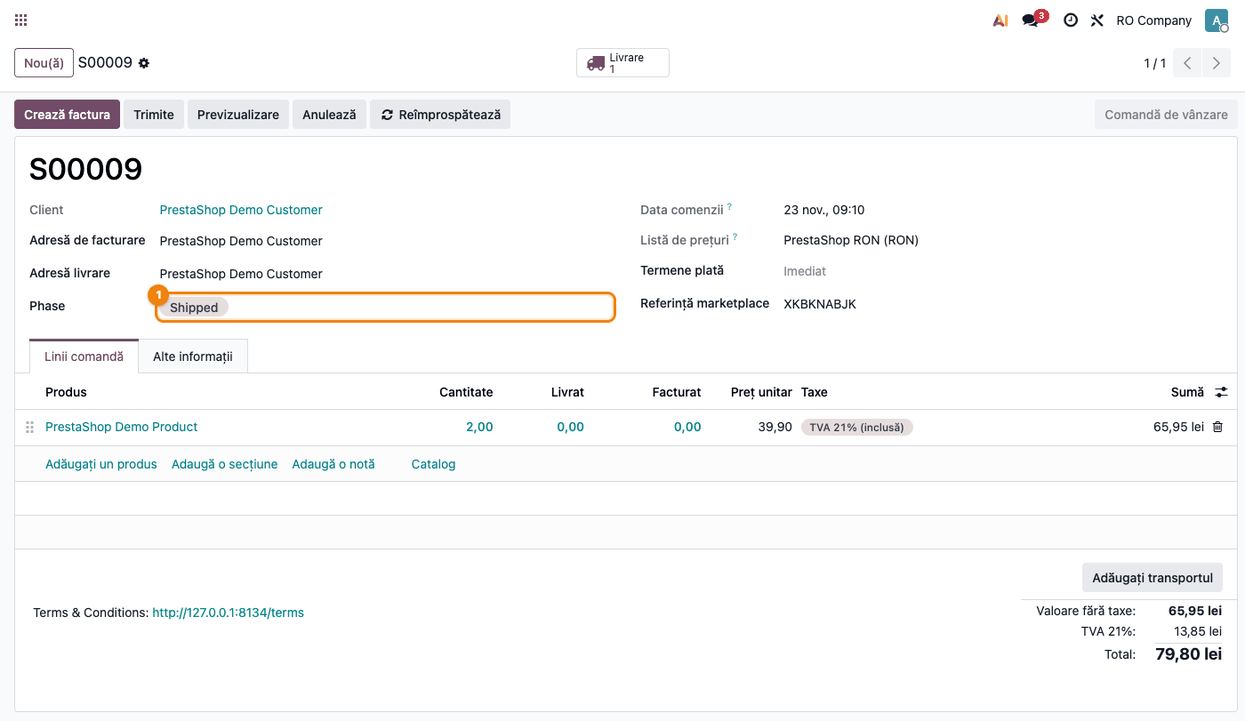 AI 3 RO Company A
Nou(ă) S00009 Livrare 1 1 / 1
Crează factura Trimite Previzualizare Anulează Reîmprospătează Comandă de vânzare
S00009
Client PrestaShop Demo Customer Data comenzii ? 23 nov., 09:10
Adresă de facturare PrestaShop Demo Customer Listă de prețuri ? PrestaShop RON (RON)
Adresă livrare PrestaShop Demo Customer Termene plată Imediat
1
Phase Shipped Referință marketplace XKBKNABJK
Linii comandă Alte informații
Produs Cantitate Livrat Facturat Preț unitar Taxe Sumă
PrestaShop Demo Product 2,00 0,00 0,00 39,90 TVA 21% (inclusă) 65,95 lei
Adăugați un produs Adaugă o secțiune Adaugă o notă Catalog
Adăugați transportul
Terms & Conditions: http://127.0.0.1:8134/terms Valoare fără taxe: 65,95 lei
TVA 21%: 13,85 lei
Total: 79,80 lei